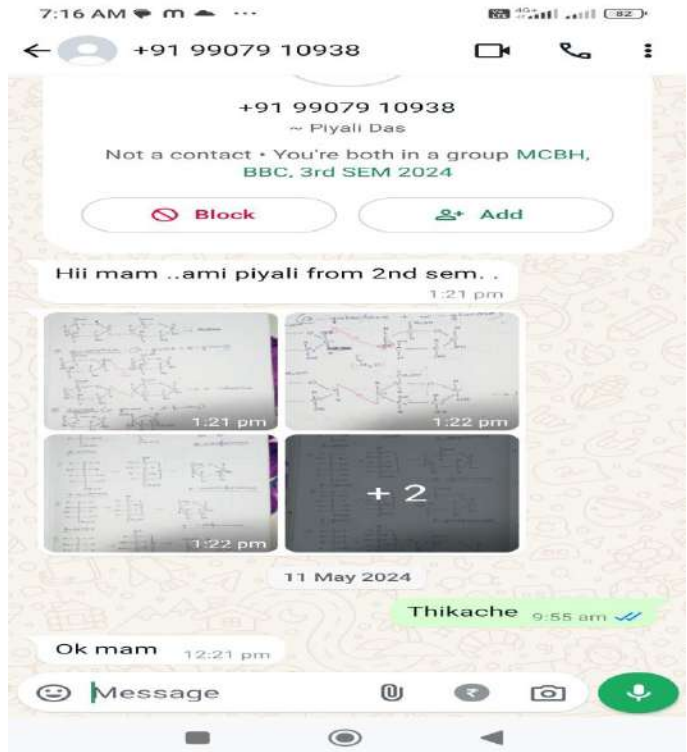 7:16 AM
82
+91 99079 10938
+91 99079 10938
~ Piyali Das
Not a contact • You're both in a group MCBH,
BBC, 3rd SEM 2024
Block
Add
Hii mam ..ami piyali from 2nd sem. .
1:21 pm
1:21 pm
1:22 pm
1:22 pm
+ 2
11 May 2024
Thikache 9:55 am
Ok mam 12:21 pm
Message